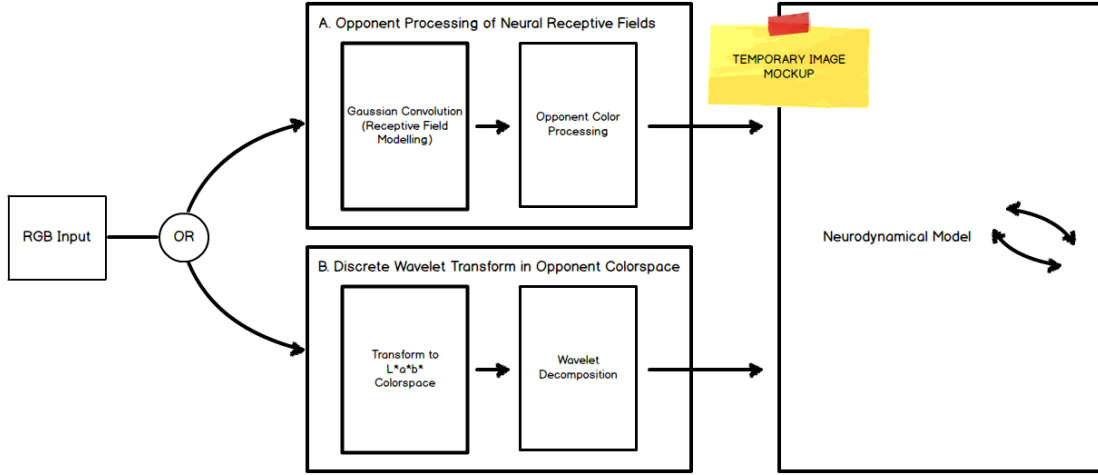 A. Opponent Processing of Neural Receptive Fields
Gaussian Convolution
(Receptive Field
Modelling)
Opponent Color
Processing
TEMPORARY IMAGE
MOCKUP
RGB Input
OR
Neurodynamical Model
B. Discrete Wavelet Transform in Opponent Colorspace
Transform to
L*a*b*
Colorspace
Wavelet
Decomposition